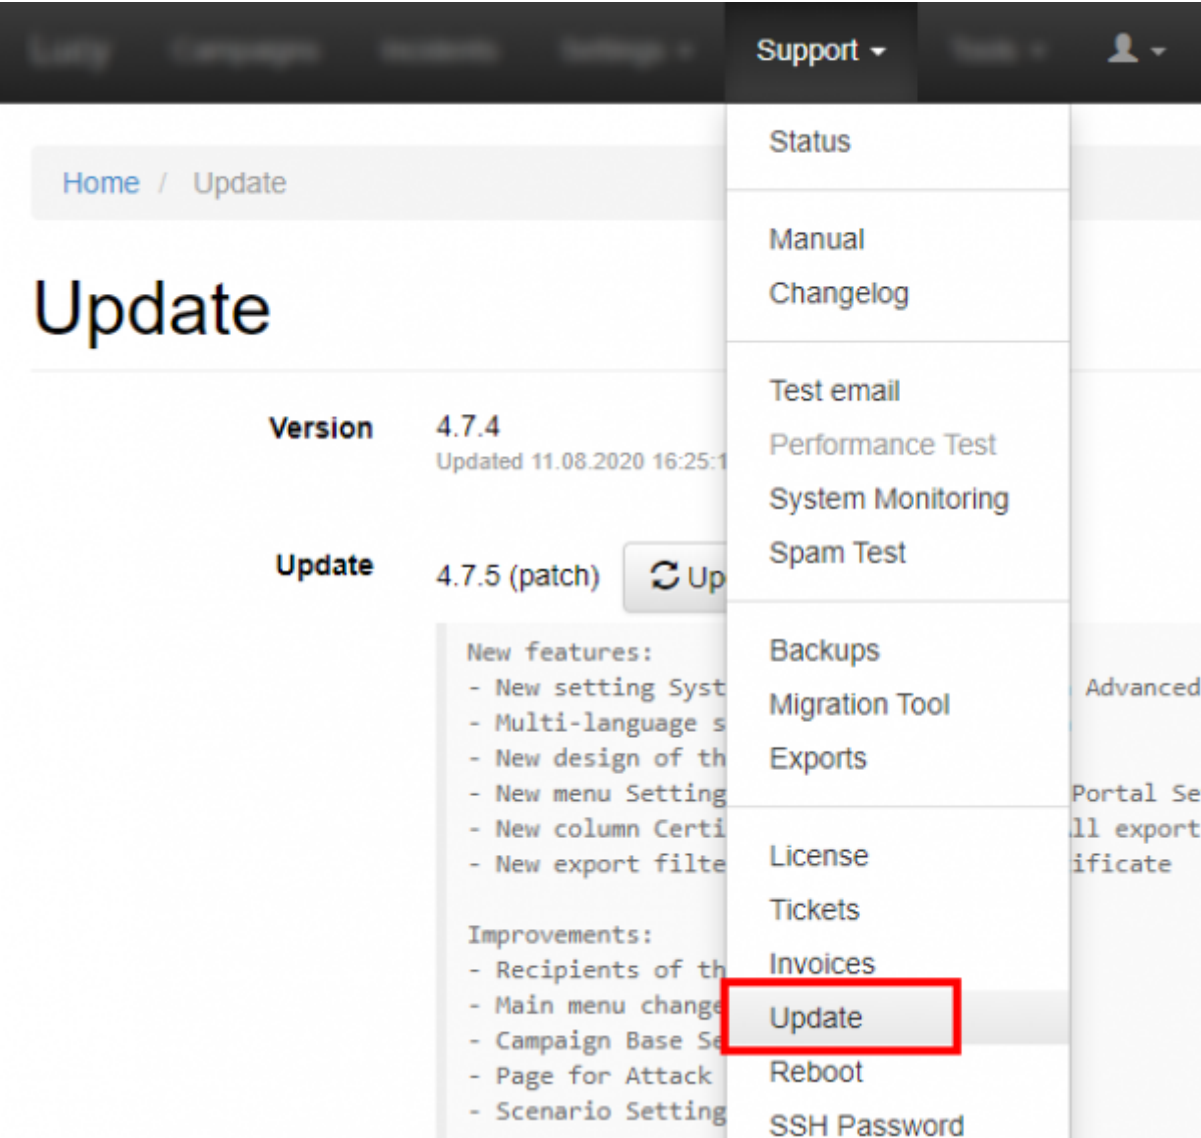 Support
Status
Home / Update
Manual
Changelog
Update
Test email
Performance Test
System Monitoring
Spam Test
Version 4.7.4
Updated 11.08.2020 16:25:1
Update 4.7.5 (patch) Up
Backups
Migration Tool
Exports
License
Tickets
Invoices
Update
Reboot
SSH Password
New features:
- New setting Syst Advanced
- Multi-language s
- New design of th
- New menu Setting Portal Se
- New column Certi ll export
- New export filte ificate
Improvements:
- Recipients of th
- Main menu change
- Campaign Base Se
- Page for Attack
- Scenario Setting